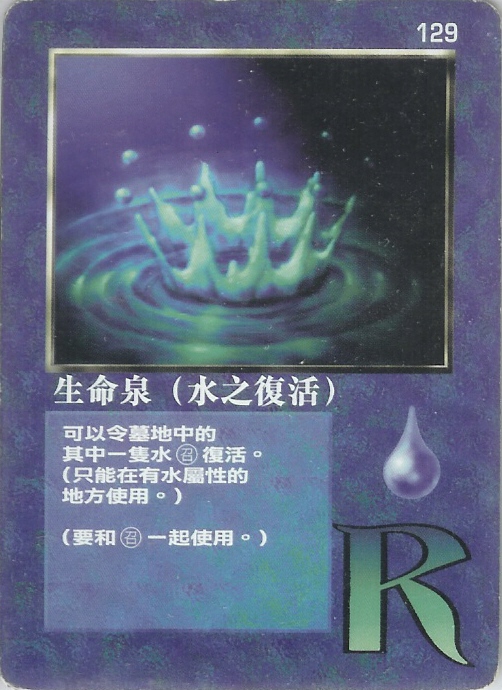 129
生命泉（水之復活）
可以令墓地中的
其中一隻水㊂復活。
(只能在有水屬性的
地方使用。)
(要和召一起使用。)
R